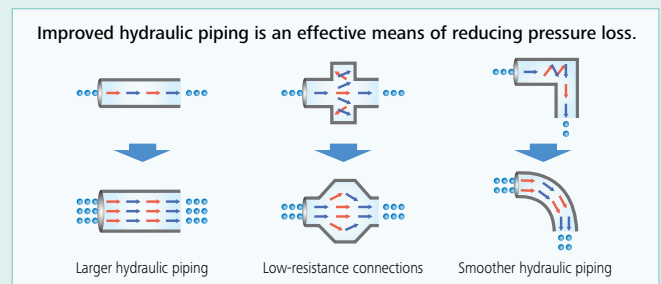 Improved hydraulic piping is an effective means of reducing pressure loss.
Larger hydraulic piping
Low-resistance connections
Smoother hydraulic piping